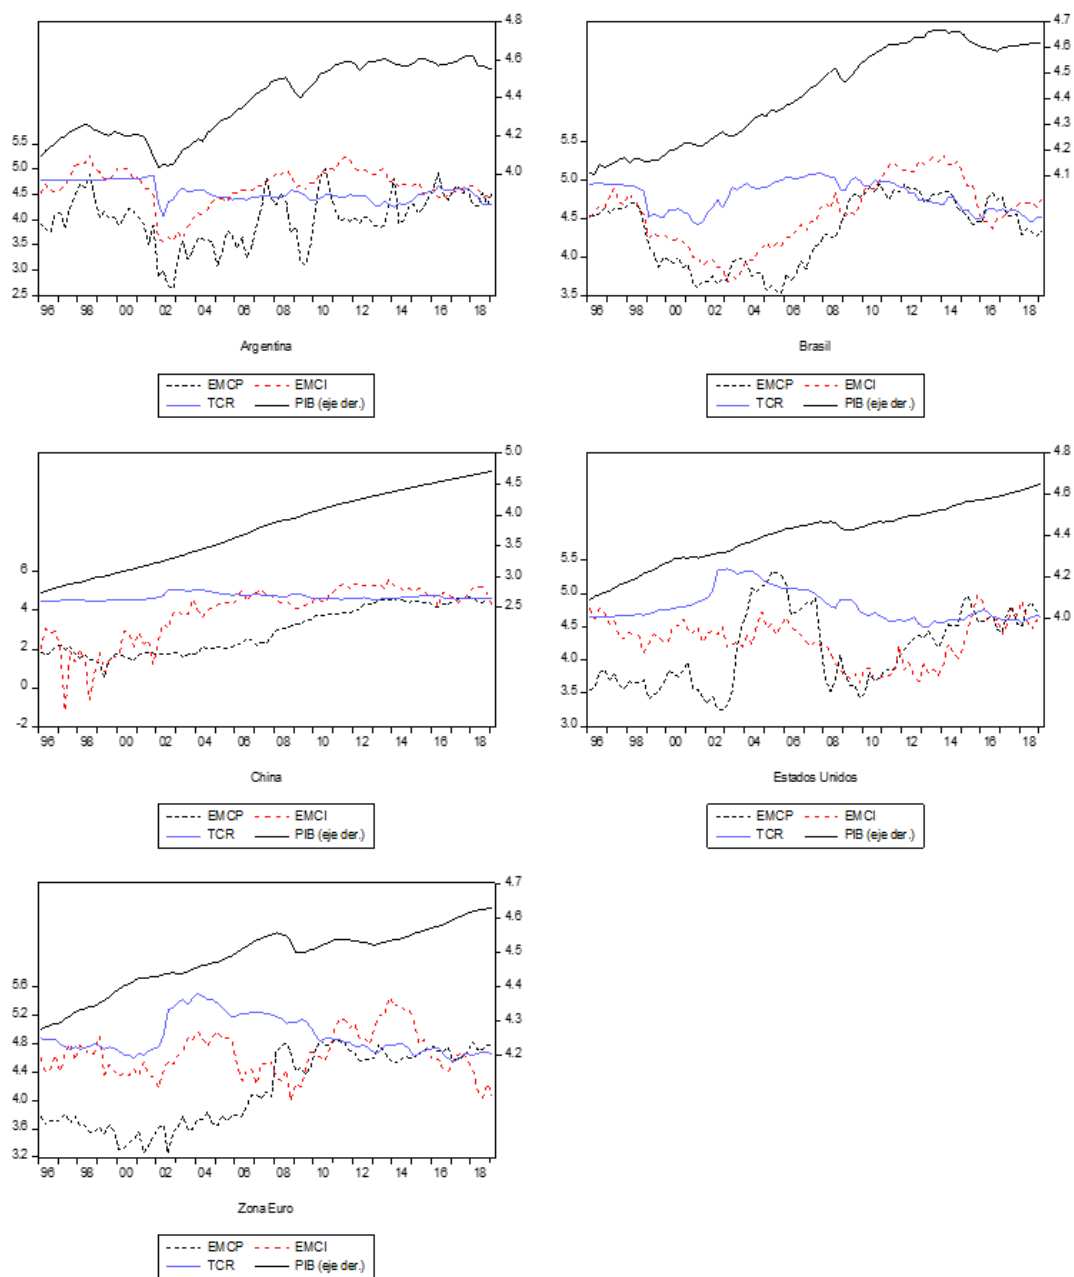 4.8
4.6
4.4
4.2
4.0
5.5
5.0
4.5
4.0
3.5
3.0
2.5
96 98 00 02 04 06 08 10 12 14 16 18
Argentina
EMCP EMCI
TCR PIB (eje der.)
4.7
4.6
4.5
4.4
4.3
4.2
4.1
5.5
5.0
4.5
4.0
3.5
96 98 00 02 04 06 08 10 12 14 16 18
Brasil
EMCP EMCI
TCR PIB (eje der.)
5.0
4.5
4.0
3.5
3.0
2.5
6
4
2
0
-2
96 98 00 02 04 06 08 10 12 14 16 18
China
EMCP EMCI
TCR PIB (eje der.)
4.8
4.6
4.4
4.2
4.0
5.5
5.0
4.5
4.0
3.5
3.0
96 98 00 02 04 06 08 10 12 14 16 18
Estados Unidos
EMCP EMCI
TCR PIB (eje der.)
4.7
4.6
4.5
4.4
4.3
4.2
5.6
5.2
4.8
4.4
4.0
3.6
3.2
96 98 00 02 04 06 08 10 12 14 16 18
Zona Euro
EMCP EMCI
TCR PIB (eje der.)